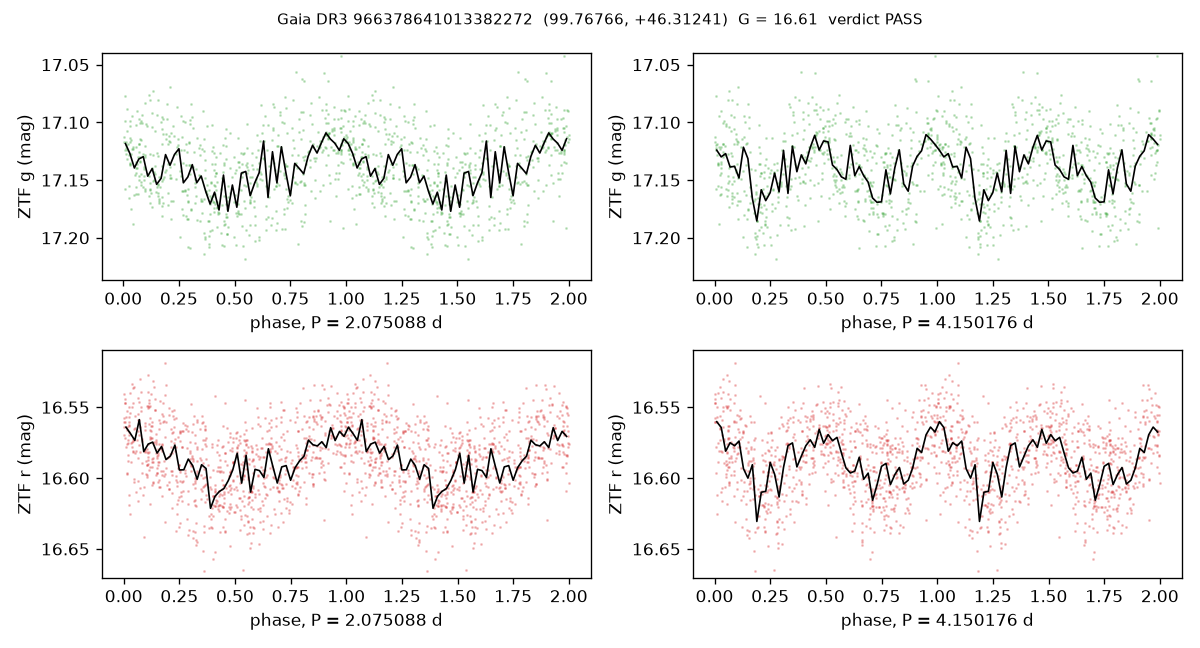 Gaia DR3 966378641013382272 (99.76766, +46.31241) G = 16.61 verdict PASS
ZTF g (mag)
17.05
17.10
17.15
17.20
0.00 0.25 0.50 0.75 1.00 1.25 1.50 1.75 2.00
phase, P = 2.075088 d
ZTF g (mag)
17.05
17.10
17.15
17.20
0.00 0.25 0.50 0.75 1.00 1.25 1.50 1.75 2.00
phase, P = 4.150176 d
ZTF r (mag)
16.55
16.60
16.65
0.00 0.25 0.50 0.75 1.00 1.25 1.50 1.75 2.00
phase, P = 2.075088 d
ZTF r (mag)
16.55
16.60
16.65
0.00 0.25 0.50 0.75 1.00 1.25 1.50 1.75 2.00
phase, P = 4.150176 d